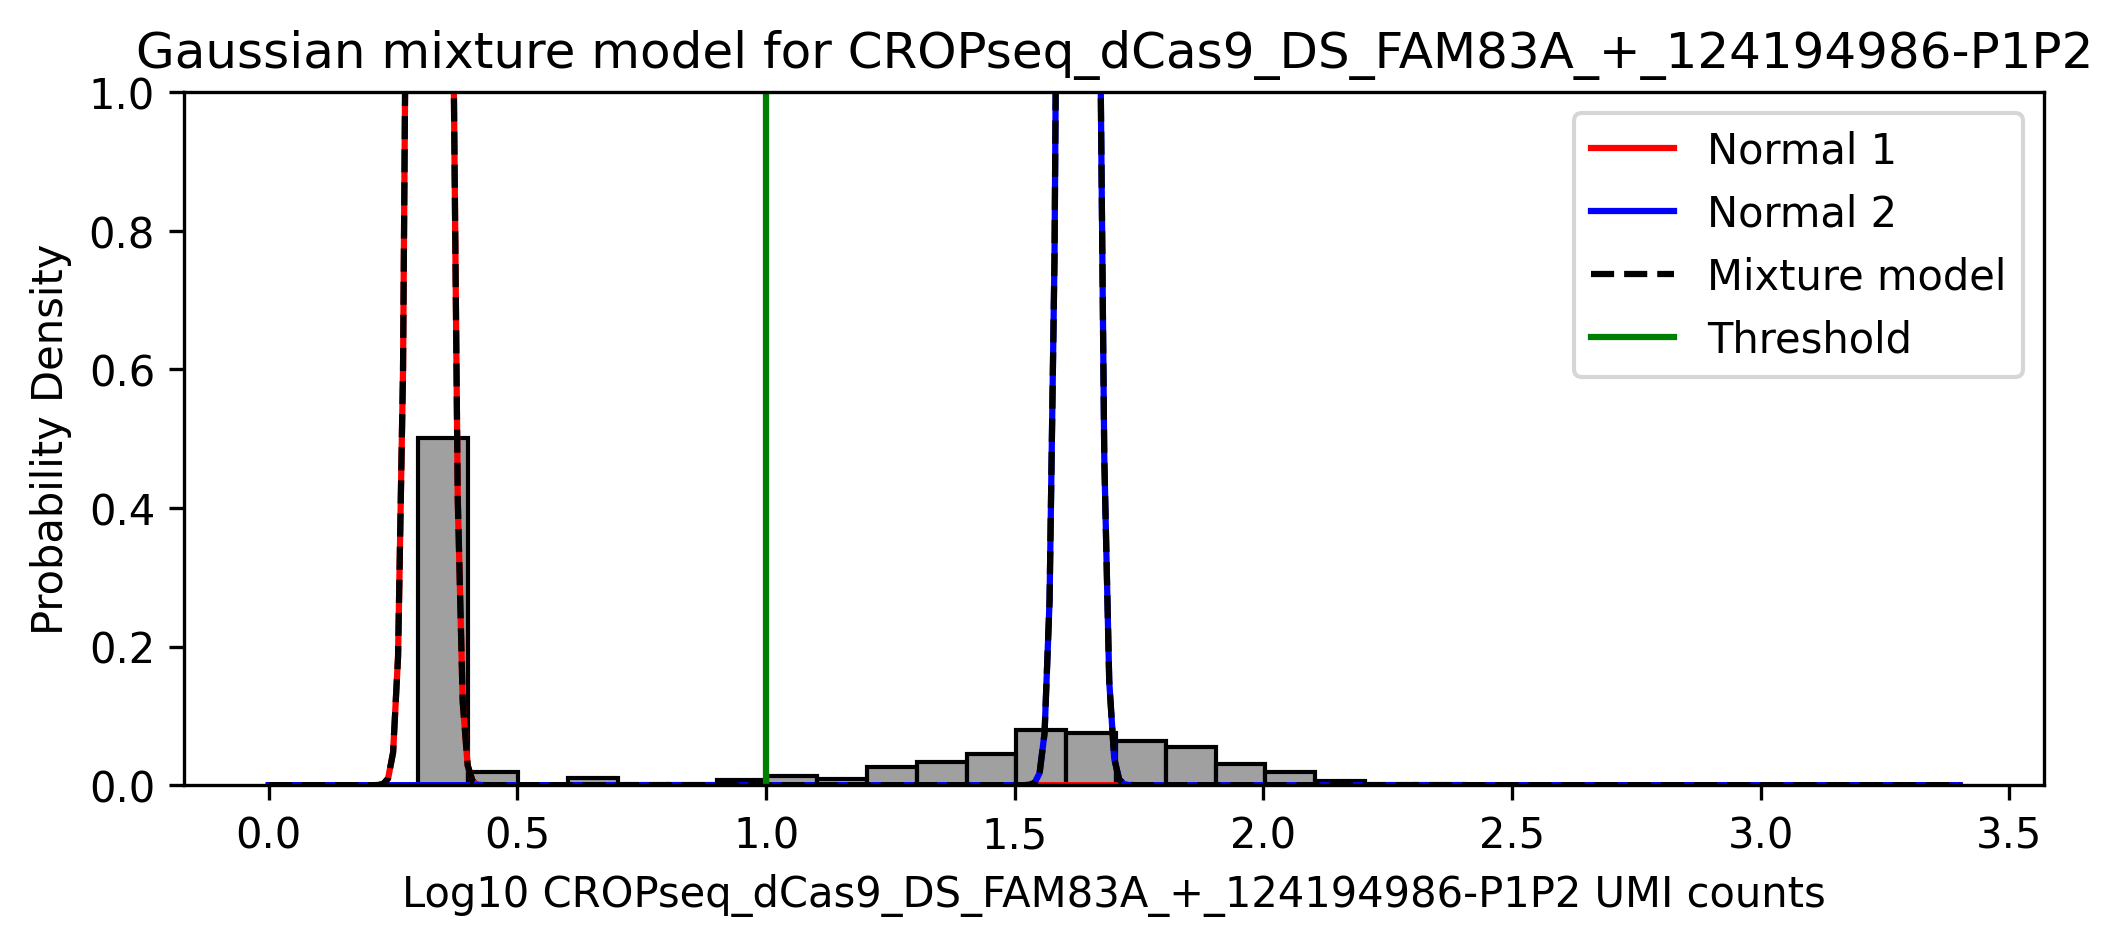 Gaussian mixture model for CROPseq_dCas9_DS_FAM83A_+_124194986-P1P2
1.0
0.8
0.6
0.4
0.2
0.0
Probability Density
Normal 1
Normal 2
Mixture model
Threshold
0.0 0.5 1.0 1.5 2.0 2.5 3.0 3.5
Log10 CROPseq_dCas9_DS_FAM83A_+_124194986-P1P2 UMI counts